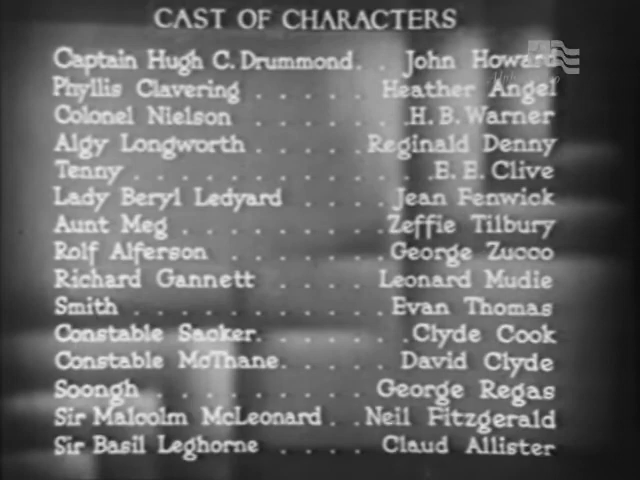 CAST OF CHARACTERS
Captain Hugh C. Drummond. . John Howard
Phyllis Clavering . . . . . Heather Angel
Colonel Nielson . . . . . .H. B. Warner
Algy Longworth . . . . .Reginald Denny
Tenny . . . . . . . . . . .E. E. Clive
Lady Beryl Ledyard . . . . Jean Fenwick
Aunt Meg . . . . . . . .Zeffie Tilbury
Rolf Alferson . . . . . . George Zucco
Richard Gannett . . . . Leonard Mudie
Smith . . . . . . . . . .Evan Thomas
Constable Sacker. . . . . . .Clyde Cook
Constable McThane. . . . . David Clyde
Soongh . . . . . . . . George Regas
Sir Malcolm McLeonard . . Neil Fitzgerald
Sir Basil Leghorne . . . . Claud Allister